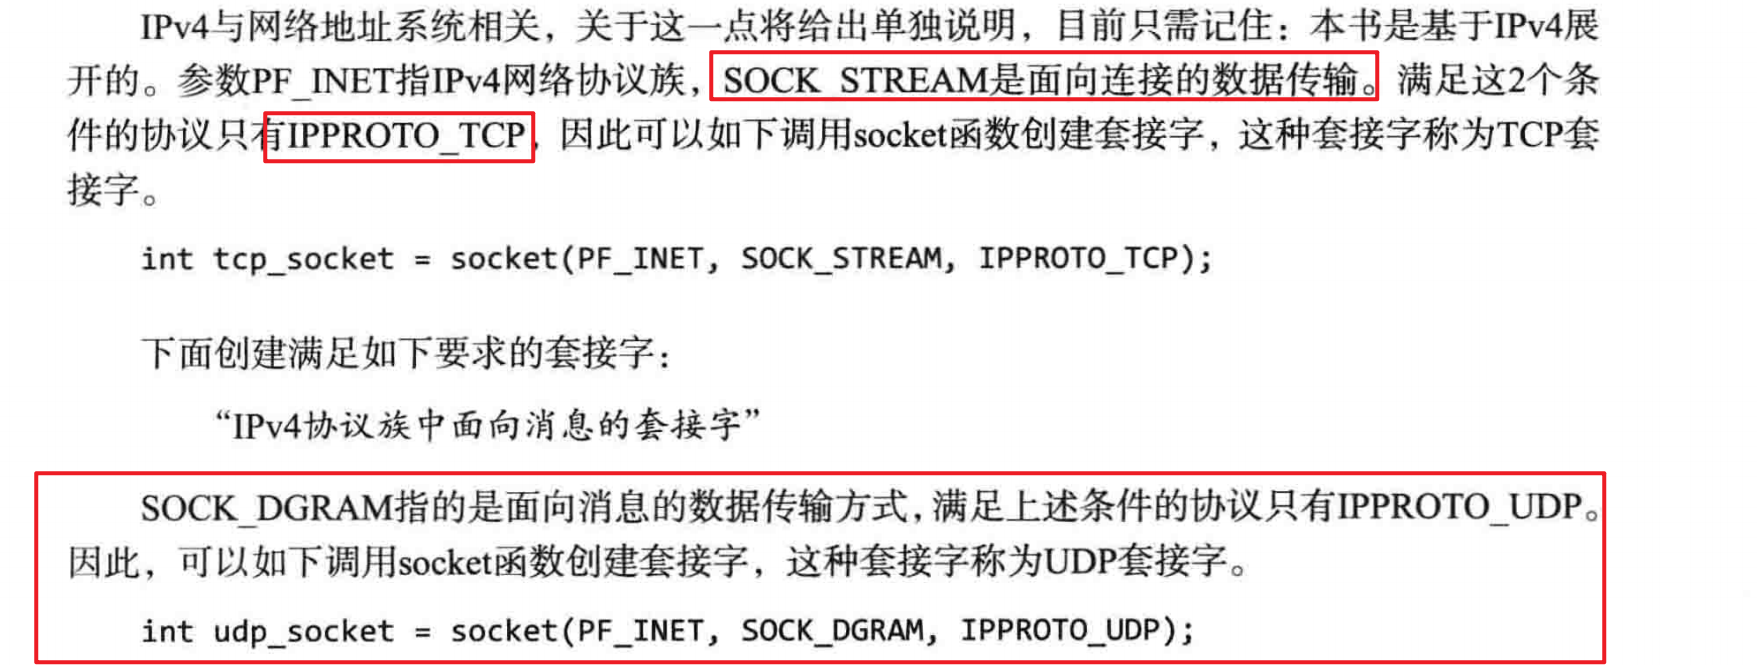 IPv4与网络地址系统相关，关于这一点将给出单独说明，目前只需记住：本书是基于IPv4展
开的。参数PF_INET指IPv4网络协议族，SOCK_STREAM是面向连接的数据传输。满足这2个条
件的协议只有IPPROTO_TCP，因此可以如下调用socket函数创建套接字，这种套接字称为TCP套
接字。
int tcp_socket = socket(PF_INET, SOCK_STREAM, IPPROTO_TCP);
下面创建满足如下要求的套接字：
“IPv4协议族中面向消息的套接字”
SOCK_DGRAM指的是面向消息的数据传输方式，满足上述条件的协议只有IPPROTO_UDP。
因此，可以如下调用socket函数创建套接字，这种套接字称为UDP套接字。
int udp_socket = socket(PF_INET, SOCK_DGRAM, IPPROTO_UDP);